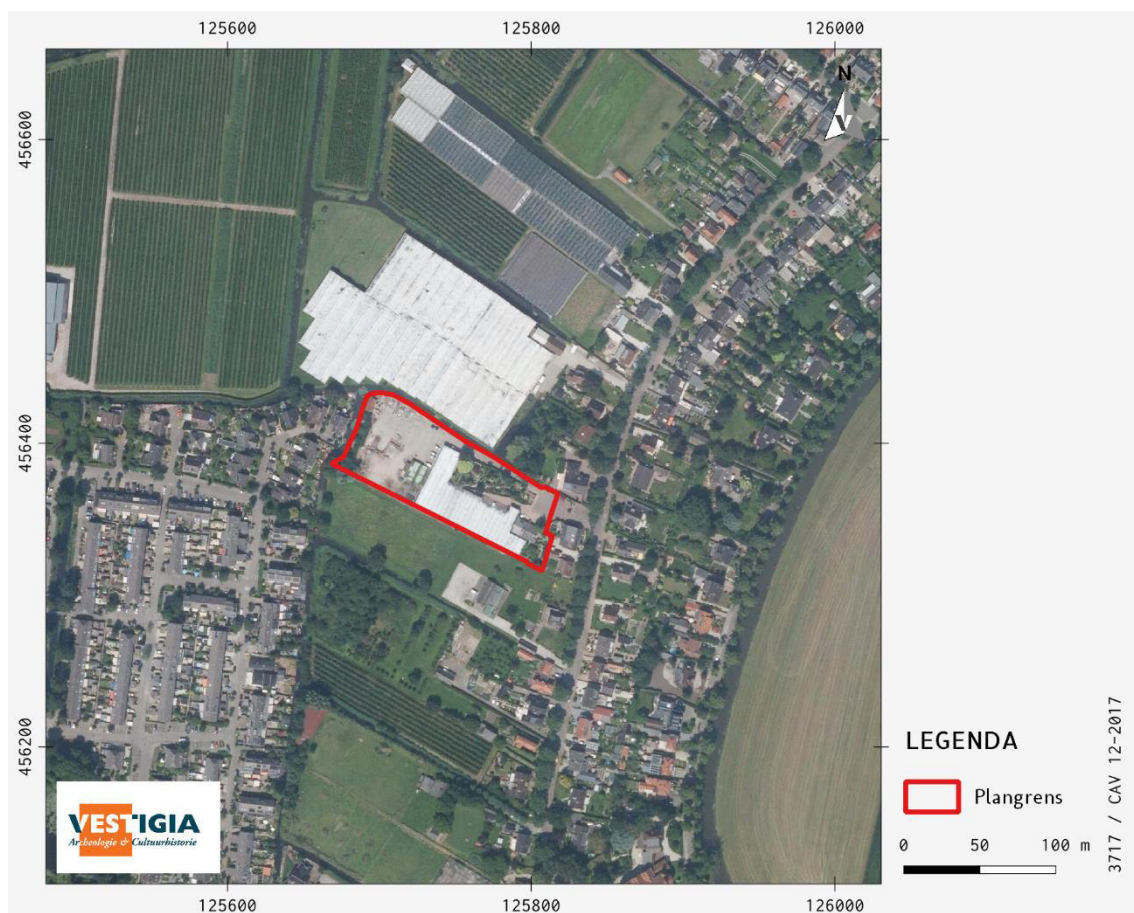 125600
125800
126000
N
456600
456400
456200
VESTIGIA
Archeologie & Cultuurhistorie
LEGENDA
Plangrens
0 50 100 m
3717 / CAV 12-2017
125600
125800
126000